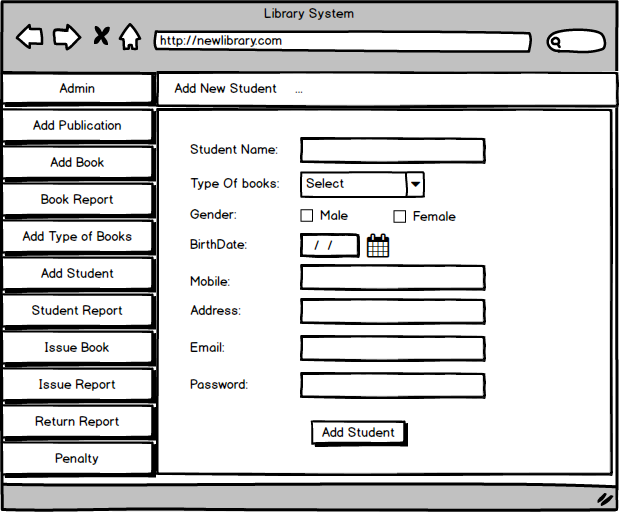 Library System
http://newlibrary.com
Admin
Add New Student ...
Add Publication
Add Book
Book Report
Add Type of Books
Add Student
Student Report
Issue Book
Issue Report
Return Report
Penalty
Student Name:
Type Of books: Select
Gender: Male Female
BirthDate: / /
Mobile:
Address:
Email:
Password:
Add Student